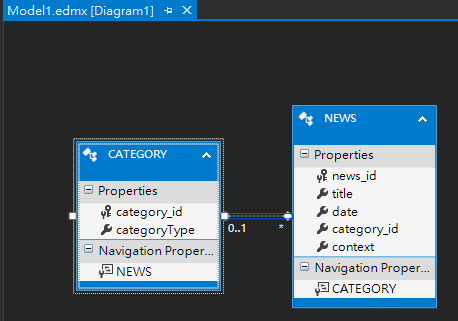 Model1.edmx [Diagram1]
CATEGORY
Properties
category_id
categoryType
Navigation Proper...
NEWS
0..1
*
NEWS
Properties
news_id
title
date
category_id
context
Navigation Proper...
CATEGORY